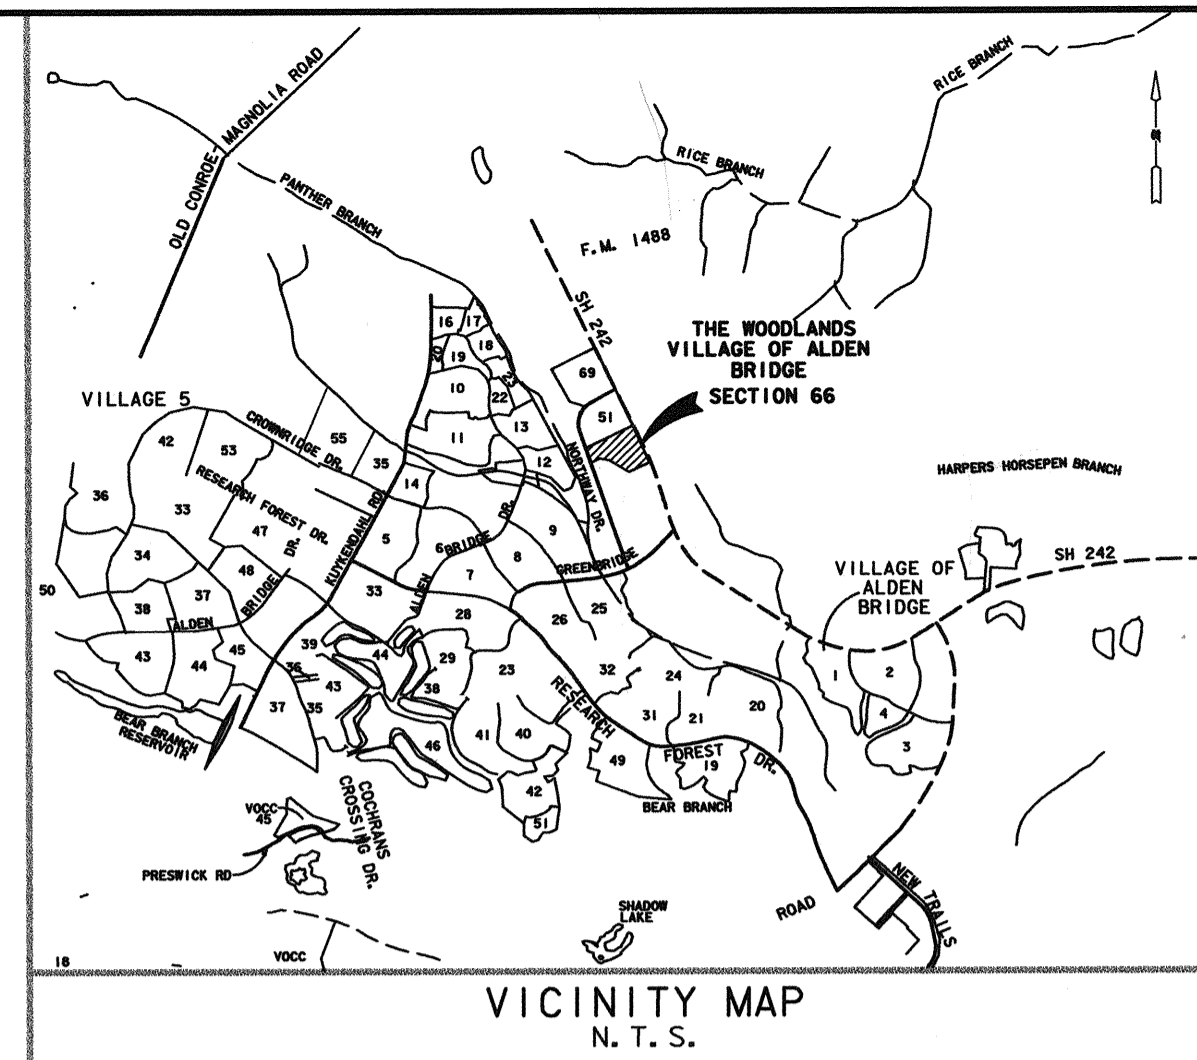 OLD CONROE-MAGNOLIA ROAD
RICE BRANCH
RICE BRANCH
PANTHER BRANCH
F.M. 1488
SH 242
THE WOODLANDS
VILLAGE OF ALDEN
BRIDGE
SECTION 66
16
17
18
20
19
23
10
22
69
51
13
11
12
VILLAGE 5
CROWNRIDGE DR.
55
35
42
53
14
NORTHWAY DR.
HARPERS HORSEPEN BRANCH
36
33
RESEARCH FOREST DR.
47
KUYKENDAHL RD.
5
6
ALDEN BRIDGE DR.
9
8
GREENBRIDGE
SH 242
34
48
7
VILLAGE OF
ALDEN
BRIDGE
50
37
33
38
ALDEN BRIDGE DR.
28
26
25
43
44
45
39
44
29
23
32
24
1
2
36
43
38
37
35
RESEARCH FOREST DR.
31
21
20
4
3
46
41
40
49
19
BEAR BRANCH
RESERVOIR
42
51
BEAR BRANCH
VOCC
45
COCHRANS
CROSSING DR.
PRESWICK RD
NEW TRAILS
ROAD
SHADOW
LAKE
VOCC
18
VICINITY MAP
N.T.S.